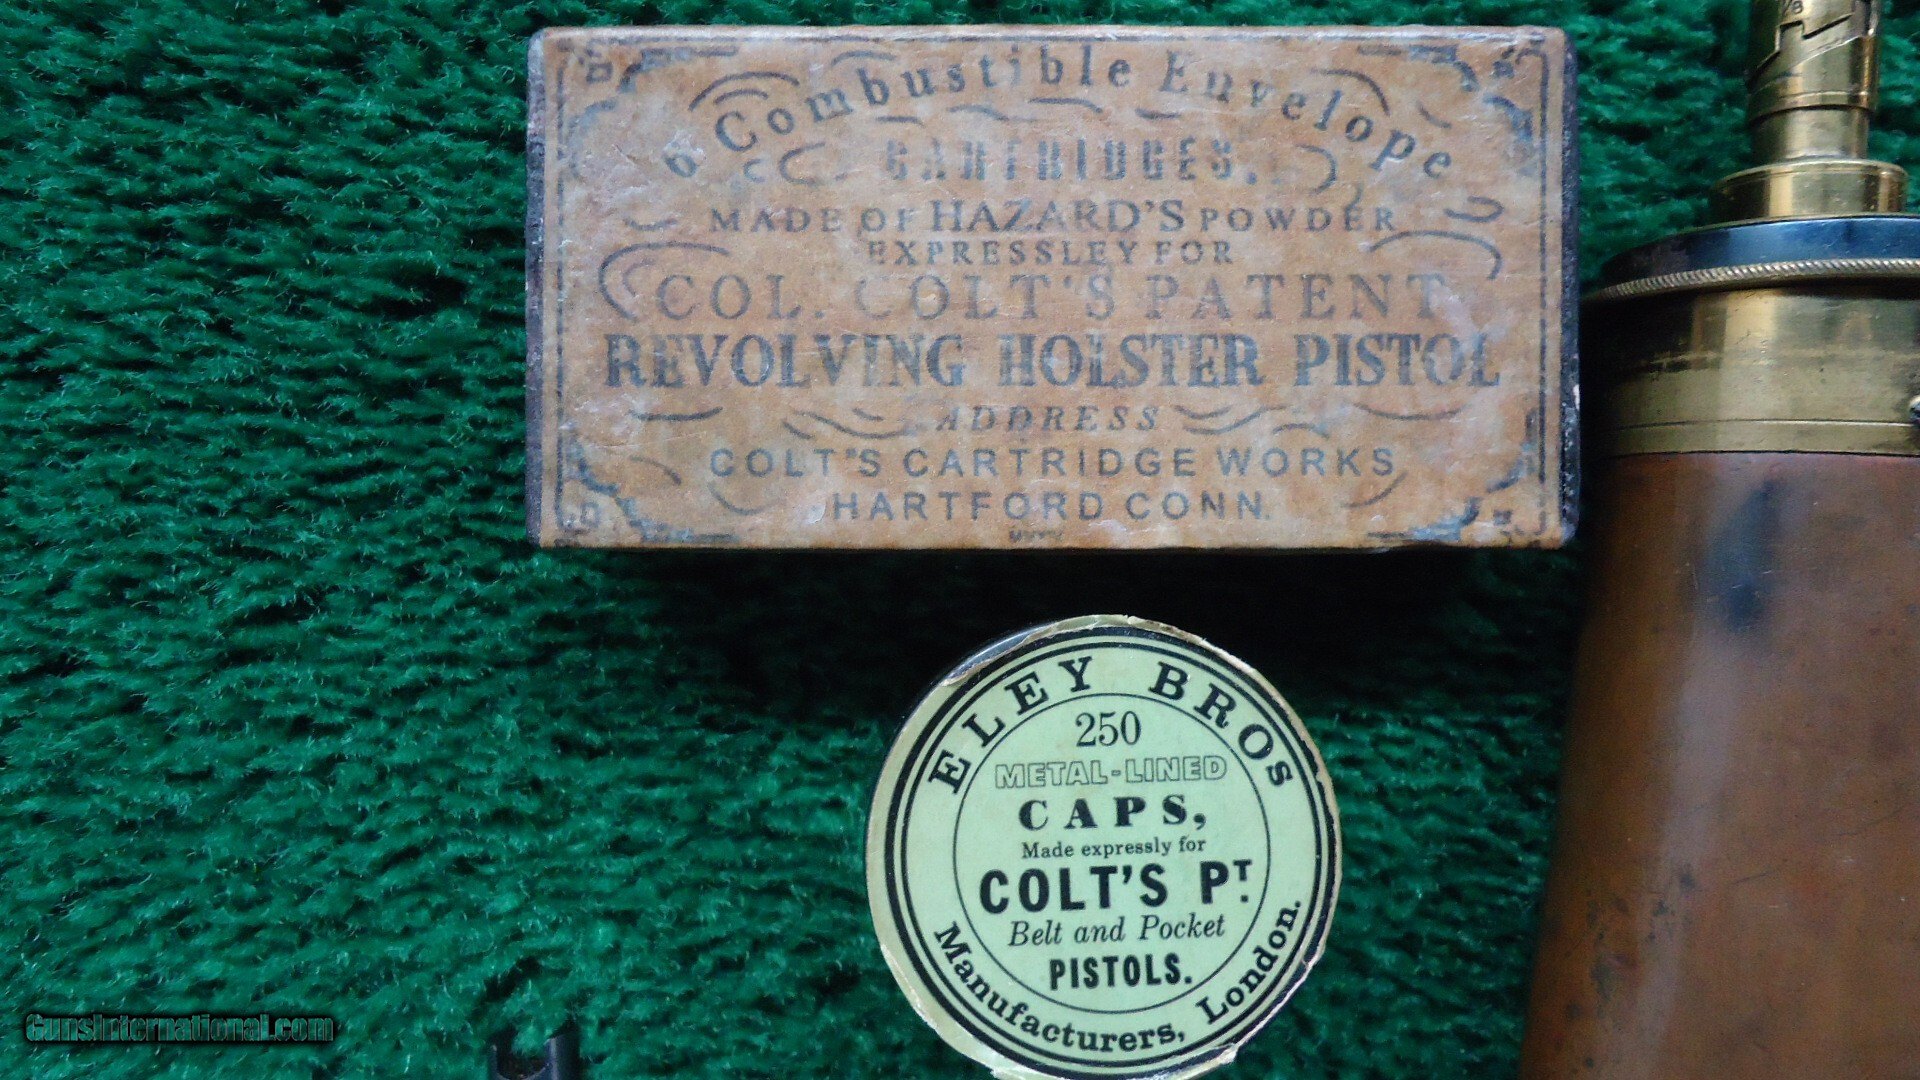 6 Combustible Envelope
CARTRIDGES.
MADE OF HAZARD'S POWDER
EXPRESSLEY FOR
COL. COLT'S PATENT
REVOLVING HOLSTER PISTOL
ADDRESS
COLT'S CARTRIDGE WORKS
HARTFORD CONN.
ELEY BROS
250
METAL-LINED
CAPS,
Made expressly for
COLT'S PT.
Belt and Pocket
PISTOLS.
Manufacturers, London.
GunsInternational.com